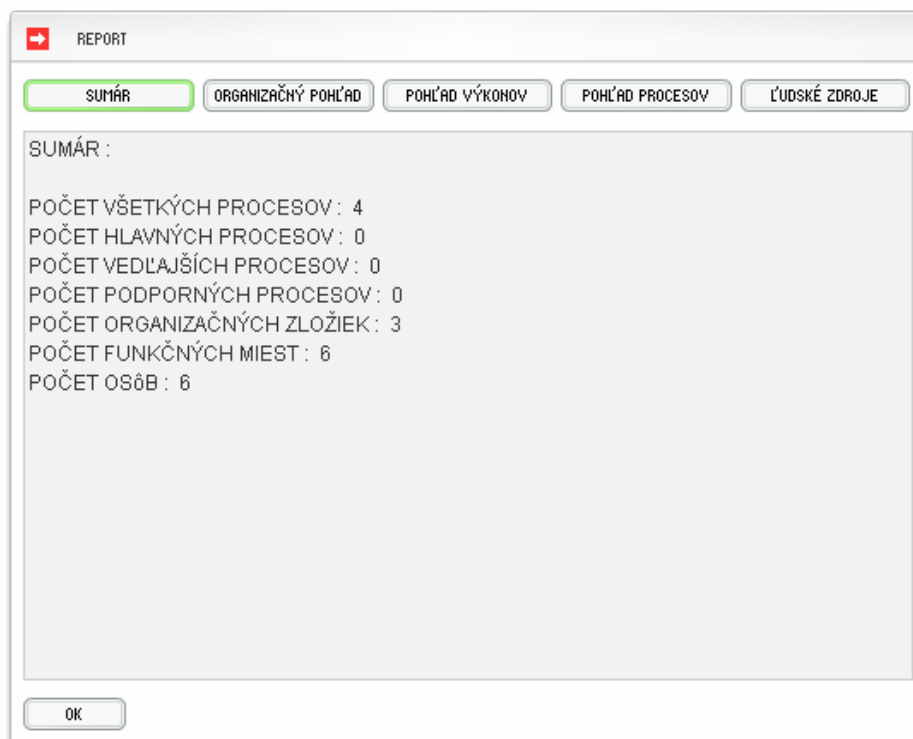 REPORT
SUMÁR ORGANIZAČNÝ POHĽAD POHĽAD VÝKONOV POHĽAD PROCESOV ĽUDSKÉ ZDROJE
SUMÁR :
POČET VŠETKÝCH PROCESOV : 4
POČET HLAVNÝCH PROCESOV : 0
POČET VEDĽAJŠÍCH PROCESOV : 0
POČET PODPORNÝCH PROCESOV : 0
POČET ORGANIZAČNÝCH ZLOŽIEK : 3
POČET FUNKČNÝCH MIEST : 6
POČET OSôB : 6
OK